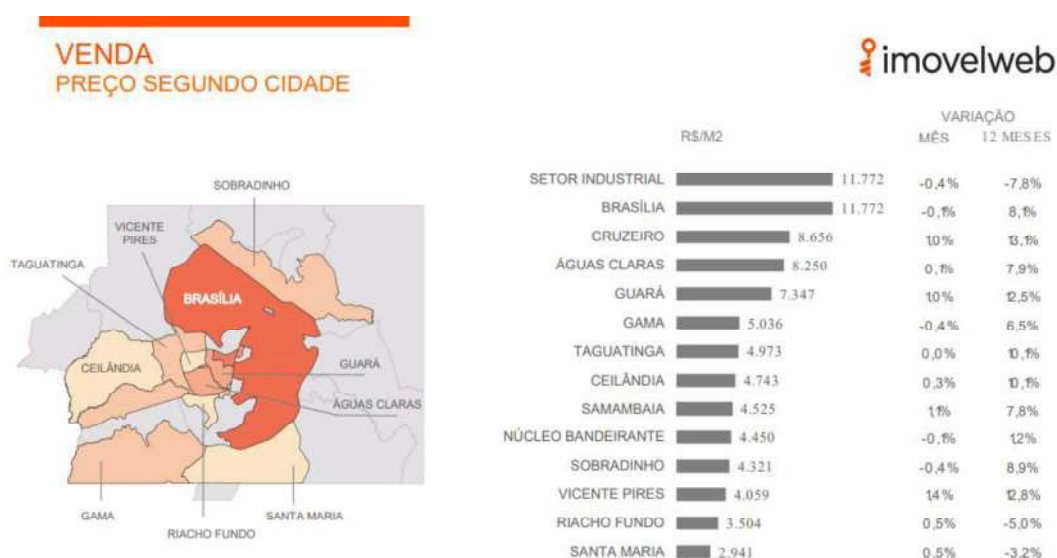 VENDA
PREÇO SEGUNDO CIDADE
imovelweb
SOBRADINHO
VICENTE
PIRES
TAGUATINGA
BRASÍLIA
CEILÂNDIA
GUARÁ
ÁGUAS CLARAS
GAMA
SANTA MARIA
RIACHO FUNDO
VARIAÇÃO
R$/M2 MÊS 12 MESES
SETOR INDUSTRIAL 11.772 -0,4% -7,8%
BRASÍLIA 11.772 -0,1% 8,1%
CRUZEIRO 8.656 1,0% 13,1%
ÁGUAS CLARAS 8.250 0,1% 7,9%
GUARÁ 7.347 1,0% 12,5%
GAMA 5.036 -0,4% 6,5%
TAGUATINGA 4.973 0,0% 10,1%
CEILÂNDIA 4.743 0,3% 10,1%
SAMAMBAIA 4.525 1,1% 7,8%
NÚCLEO BANDEIRANTE 4.450 -0,1% 1,2%
SOBRADINHO 4.321 -0,4% 8,9%
VICENTE PIRES 4.059 1,4% 12,8%
RIACHO FUNDO 3.504 0,5% -5,0%
SANTA MARIA 2.941 0,5% -3,2%